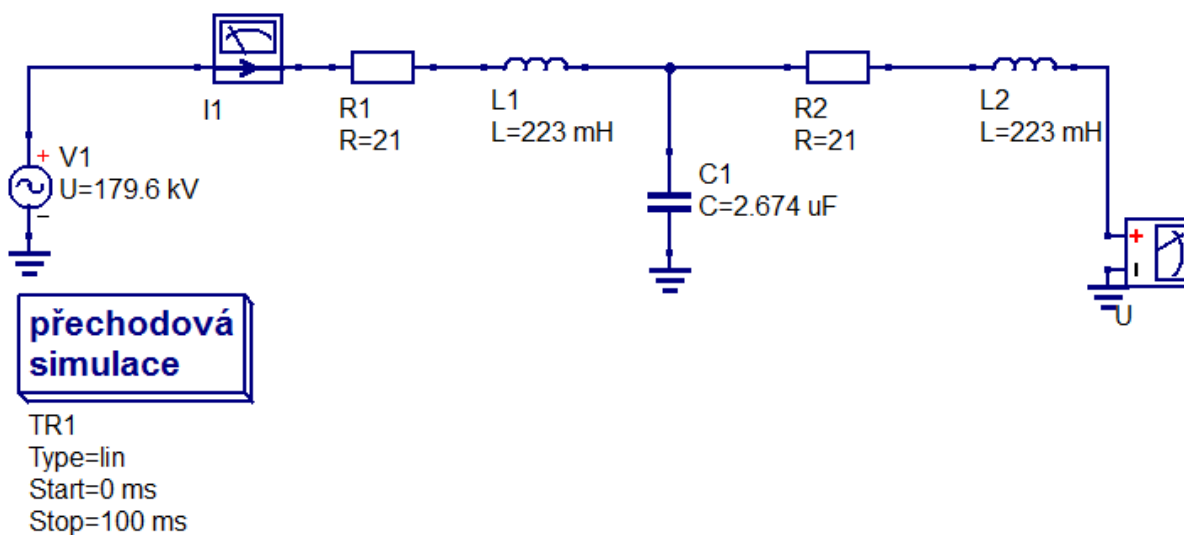 I1
R1
R=21
L1
L=223 mH
R2
R=21
L2
L=223 mH
+
V1
U=179.6 kV
−
C1
C=2.674 uF
+
−
U
přechodová
simulace
TR1
Type=lin
Start=0 ms
Stop=100 ms